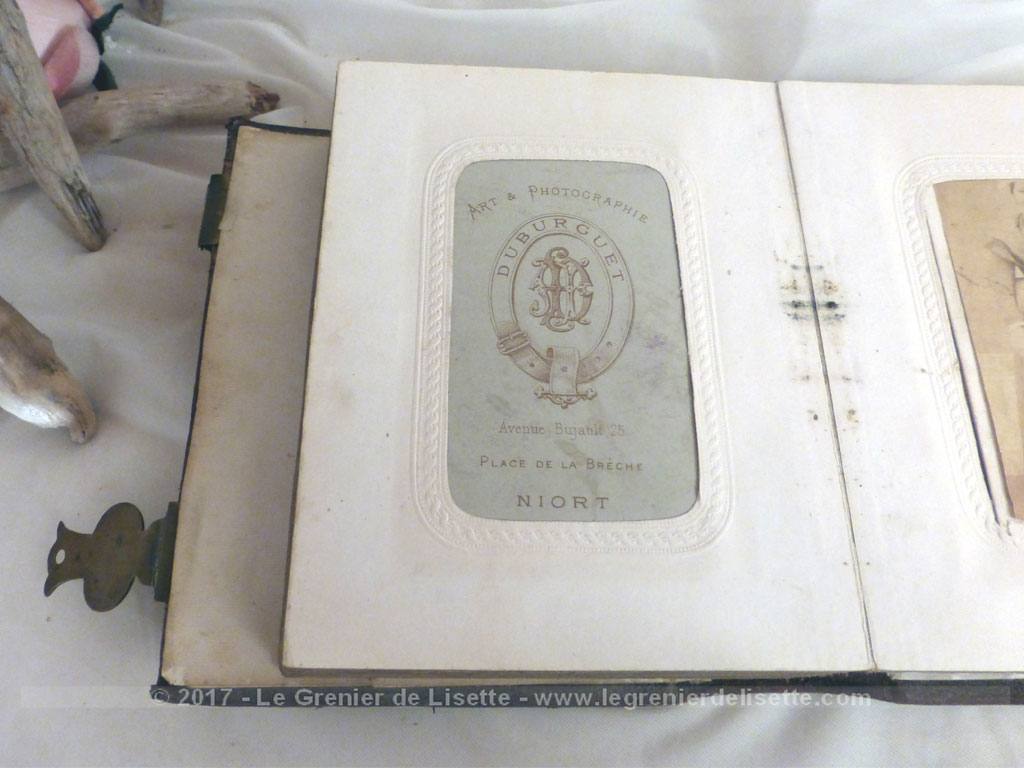 ART & PHOTOGRAPHIE
DUBURGUET
Avenue Bujault 25
PLACE DE LA BRÈCHE
NIORT
© 2017 - Le Grenier de Lisette - www.legrenierdelisette.com